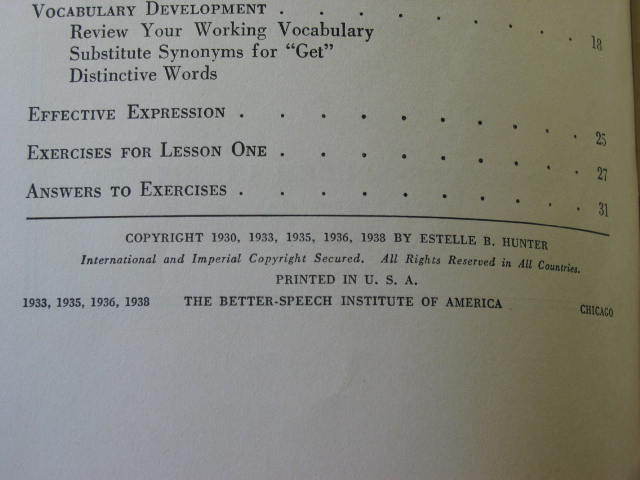 VOCABULARY DEVELOPMENT . . . . . . . . . 18
Review Your Working Vocabulary
Substitute Synonyms for "Get"
Distinctive Words
EFFECTIVE EXPRESSION . . . . . . . . . . 25
EXERCISES FOR LESSON ONE . . . . . . . . . 27
ANSWERS TO EXERCISES . . . . . . . . . . 31
COPYRIGHT 1930, 1933, 1935, 1936, 1938 BY ESTELLE B. HUNTER
International and Imperial Copyright Secured. All Rights Reserved in All Countries.
PRINTED IN U. S. A.
1933, 1935, 1936, 1938 THE BETTER-SPEECH INSTITUTE OF AMERICA CHICAGO